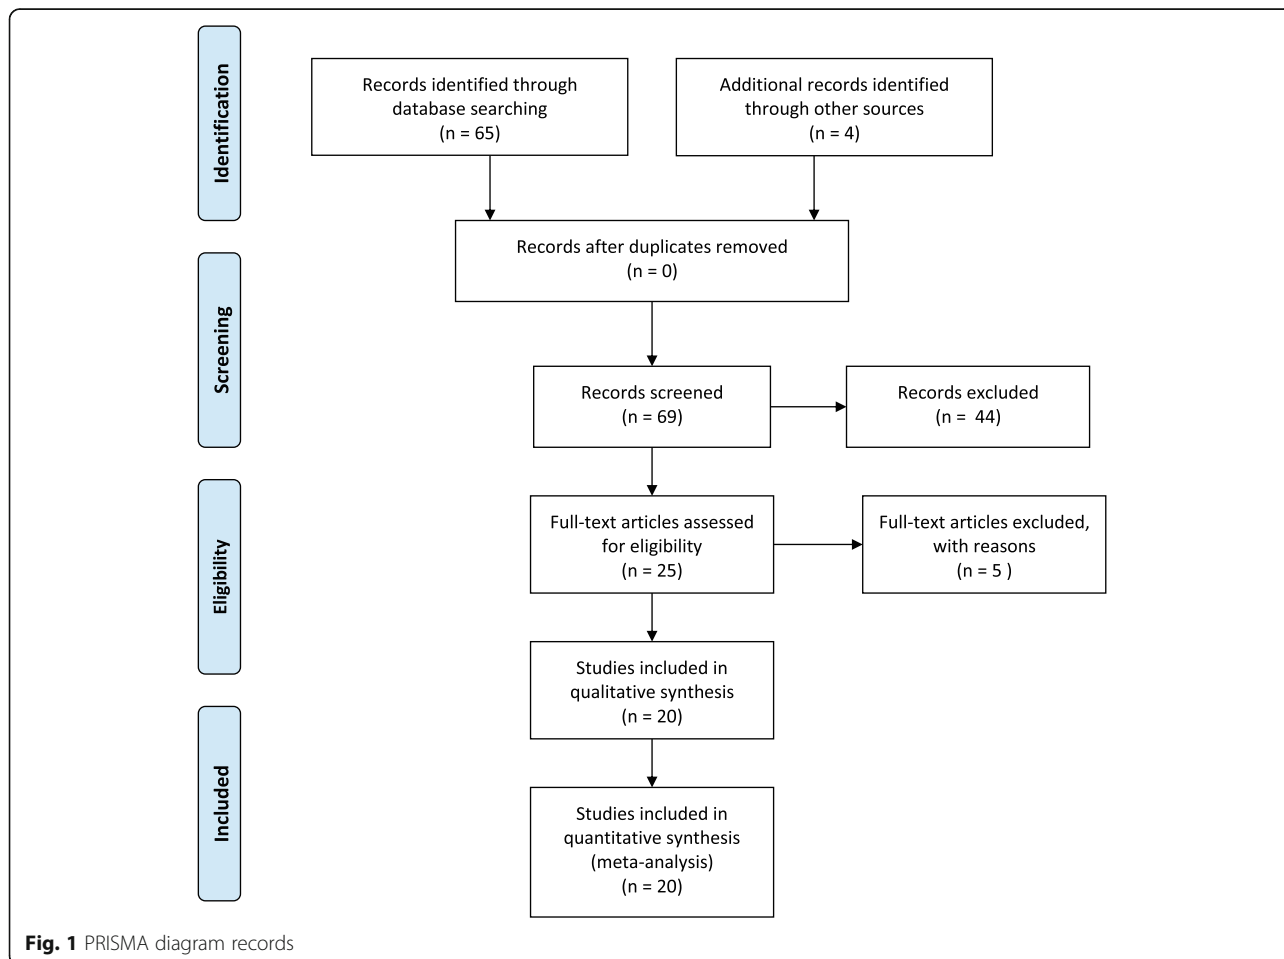 Identification
Records identified through
database searching
(n = 65)
Additional records identified
through other sources
(n = 4)
Records after duplicates removed
(n = 0)
Screening
Records screened
(n = 69)
Records excluded
(n =  44)
Eligibility
Full-text articles assessed
for eligibility
(n = 25)
Full-text articles excluded,
with reasons
(n = 5 )
Studies included in
qualitative synthesis
(n = 20)
Included
Studies included in
quantitative synthesis
(meta-analysis)
(n = 20)
Fig. 1 PRISMA diagram records